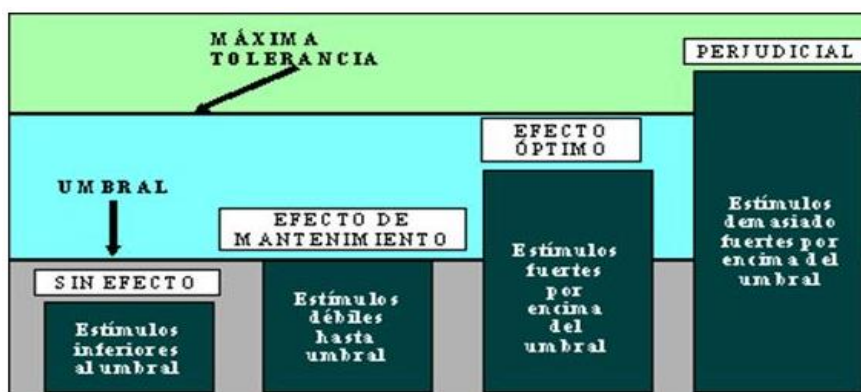 MÁXIMA
TOLERANCIA
UMBRAL
SIN EFECTO
Estímulos
inferiores
al umbral
EFECTO DE
MANTENIMIENTO
Estímulos
débiles
hasta
umbral
EFECTO
ÓPTIMO
Estímulos
fuertes
por
encima
del
umbral
PERJUDICIAL
Estímulos
demasiado
fuertes por
encima del
umbral